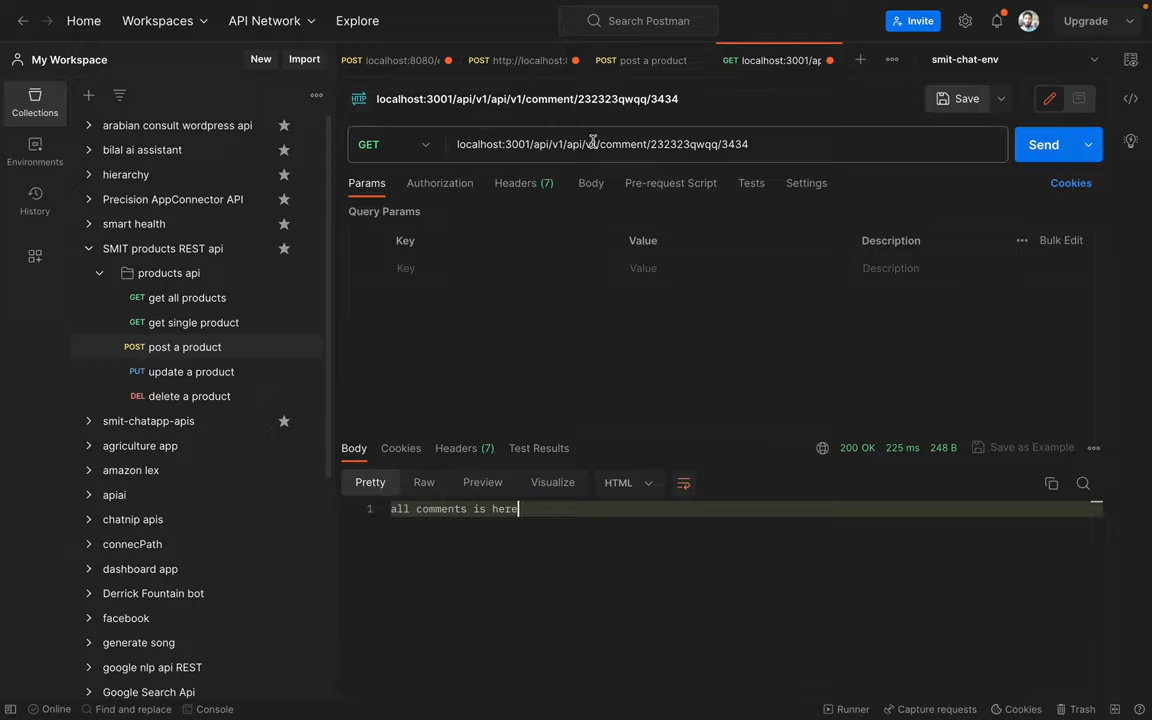 Home Workspaces API Network Explore Search Postman Invite Upgrade
My Workspace New Import POST localhost:8080/ POST http://localhost: POST post a product GET localhost:3001/ap smit-chat-env
Collections
Environments
History
arabian consult wordpress api
bilal ai assistant
hierarchy
Precision AppConnector API
smart health
SMIT products REST api
products api
GET get all products
GET get single product
POST post a product
PUT update a product
DEL delete a product
smit-chatapp-apis
agriculture app
amazon lex
apiai
chatnip apis
connecPath
dashboard app
Derrick Fountain bot
facebook
generate song
google nlp api REST
Google Search Api
HTTP localhost:3001/api/v1/api/v1/comment/232323qwqq/3434 Save
GET localhost:3001/api/v1/api/v1/comment/232323qwqq/3434 Send
Params Authorization Headers (7) Body Pre-request Script Tests Settings Cookies
Query Params
Key Value Description Bulk Edit
Key Value Description
Body Cookies Headers (7) Test Results 200 OK 225 ms 248 B Save as Example
Pretty Raw Preview Visualize HTML
1 all comments is here
Online Find and replace Console Runner Capture requests Cookies Trash